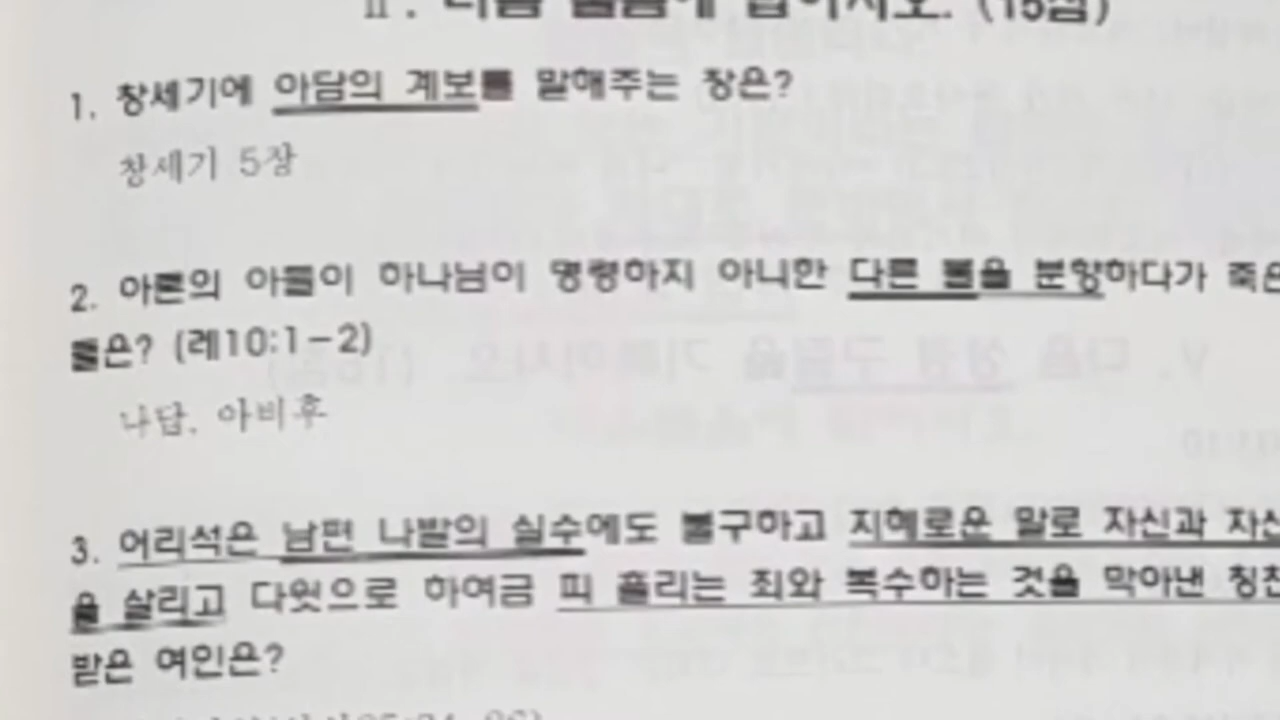 Ⅱ. 다음 물음에 답하시오. (15점)
1. 창세기에 아담의 계보를 말해주는 장은?
창세기 5장
2. 아론의 아들이 하나님이 명령하지 아니한 다른 불을 분향하다가 죽은
들은? (레10:1-2)
나답, 아비후
3. 어리석은 남편 나발의 실수에도 불구하고 지혜로운 말로 자신과 자신
을 살리고 다윗으로 하여금 피 흘리는 죄와 복수하는 것을 막아낸 칭찬
받은 여인은?